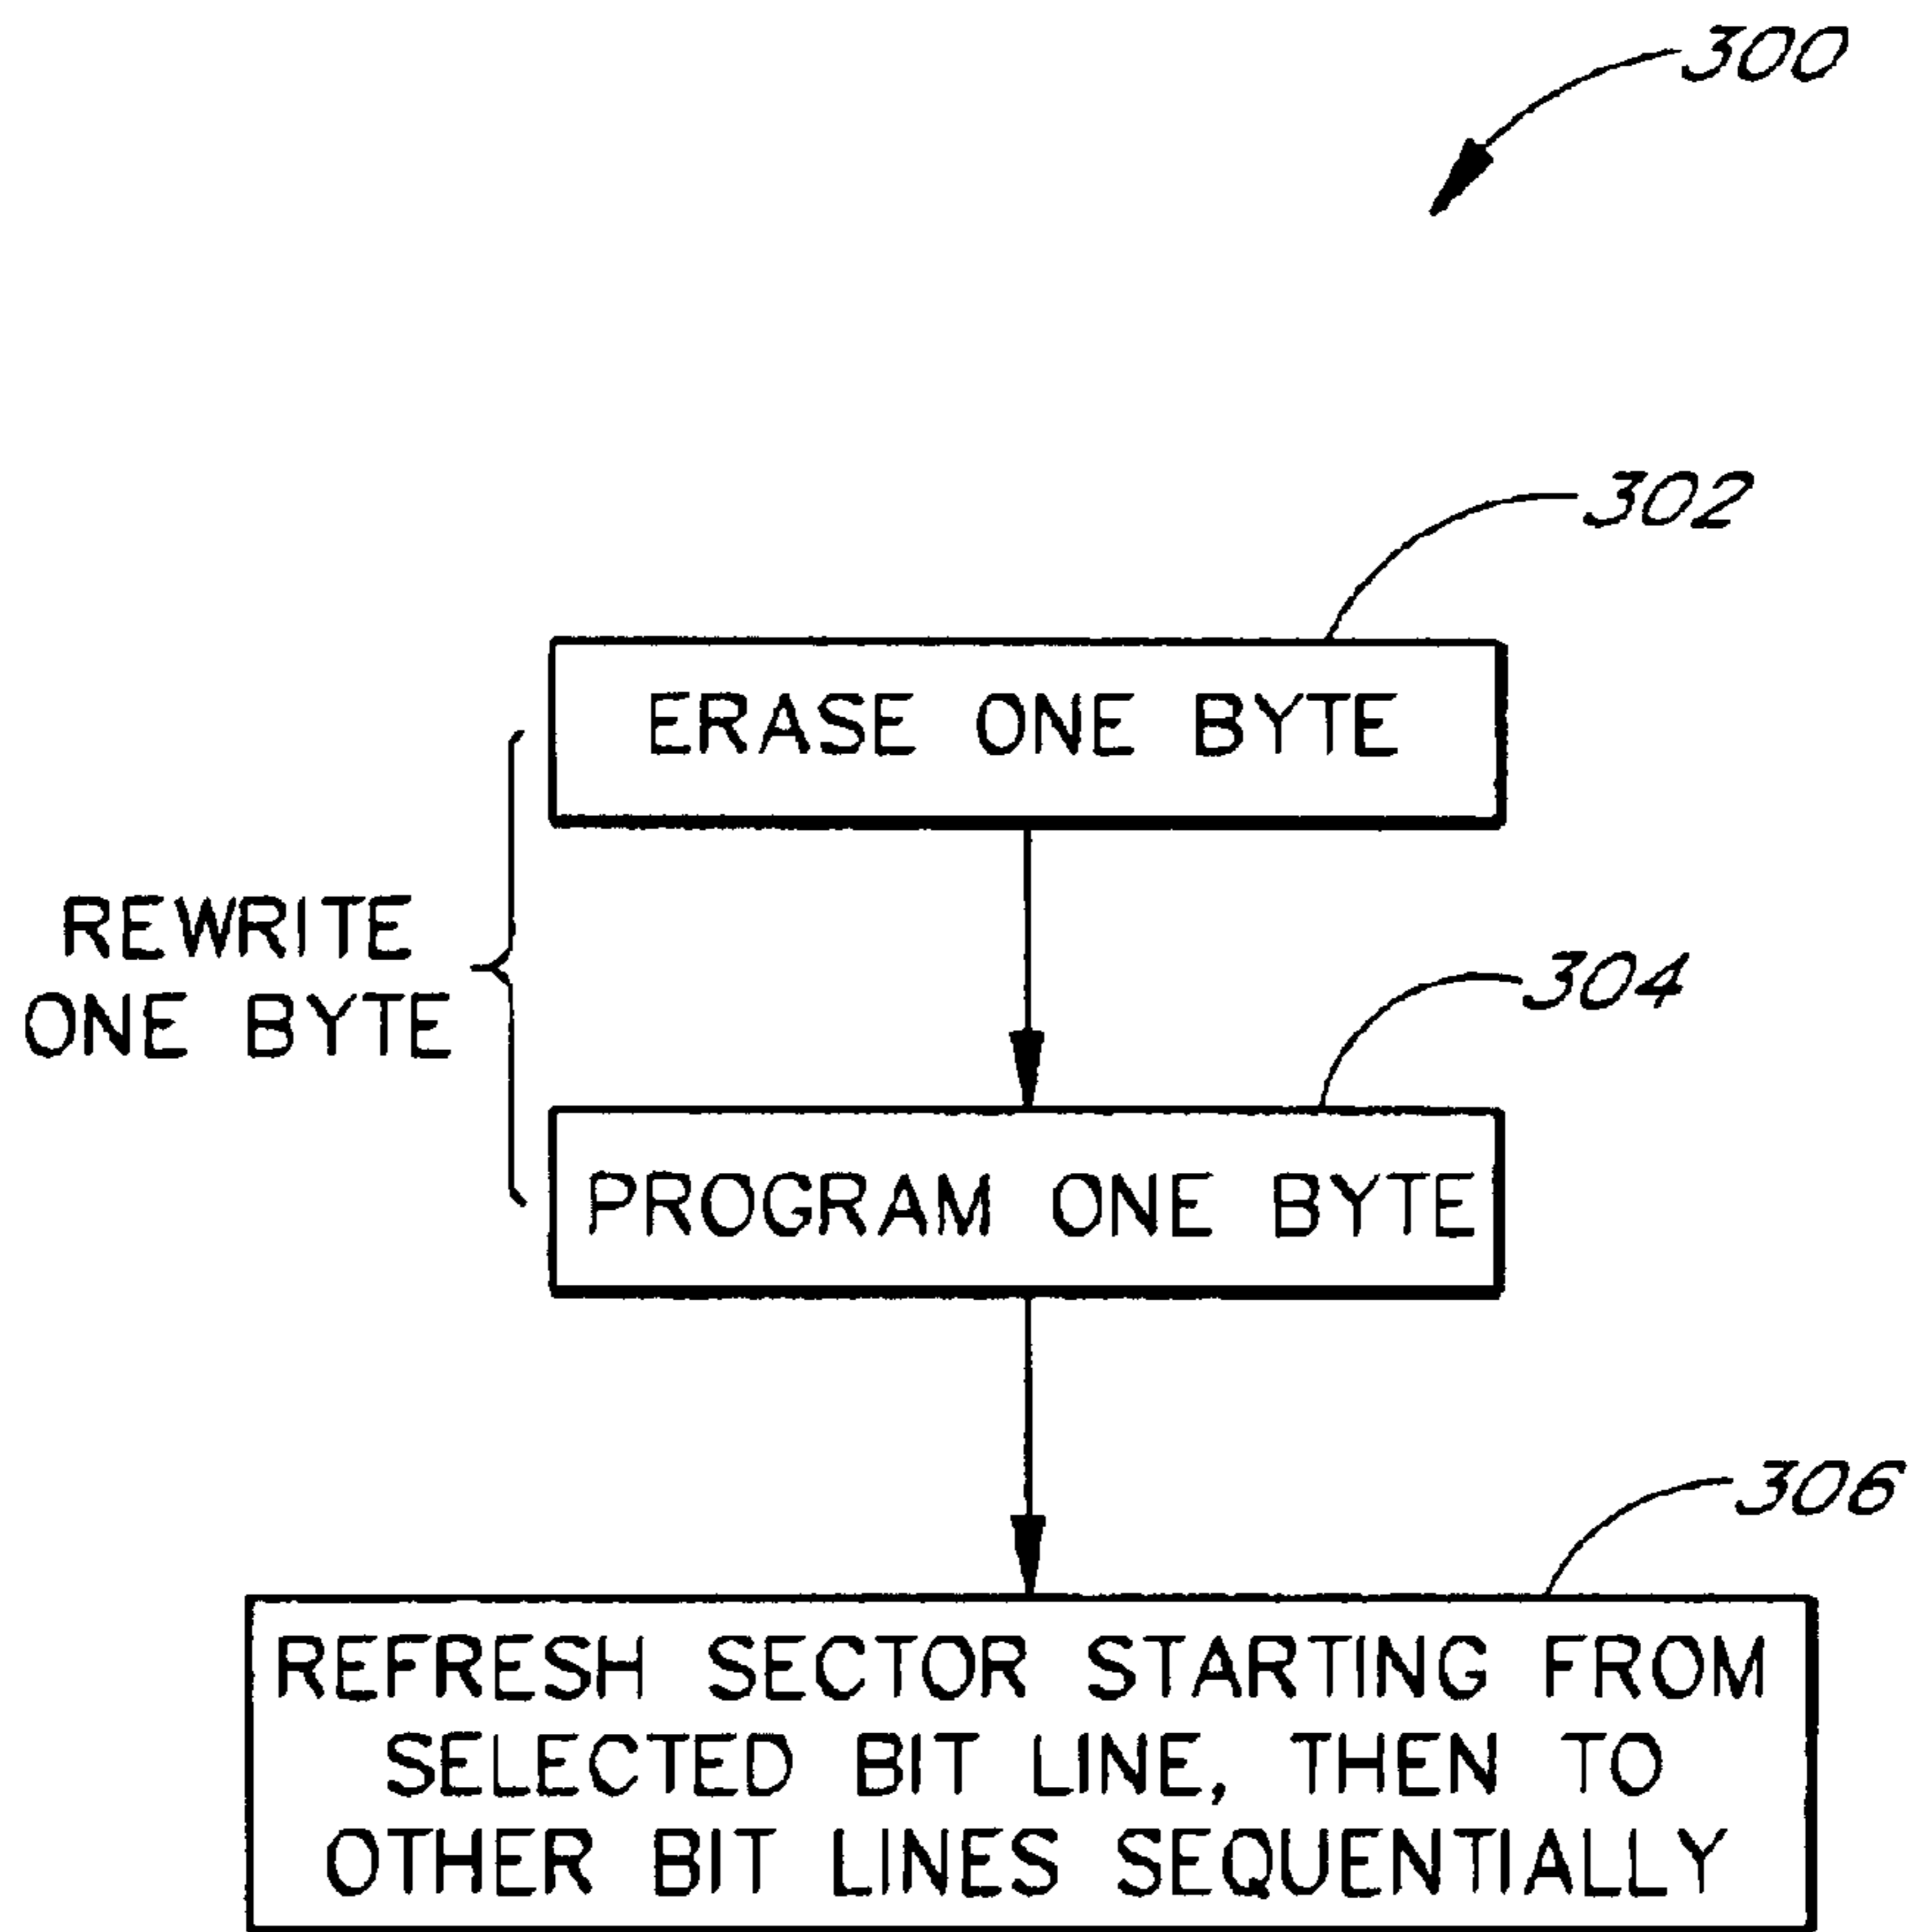 300
302
ERASE ONE BYTE
REWRITE
ONE BYTE
304
PROGRAM ONE BYTE
306
REFRESH SECTOR STARTING FROM
SELECTED BIT LINE, THEN TO
OTHER BIT LINES SEQUENTIALLY